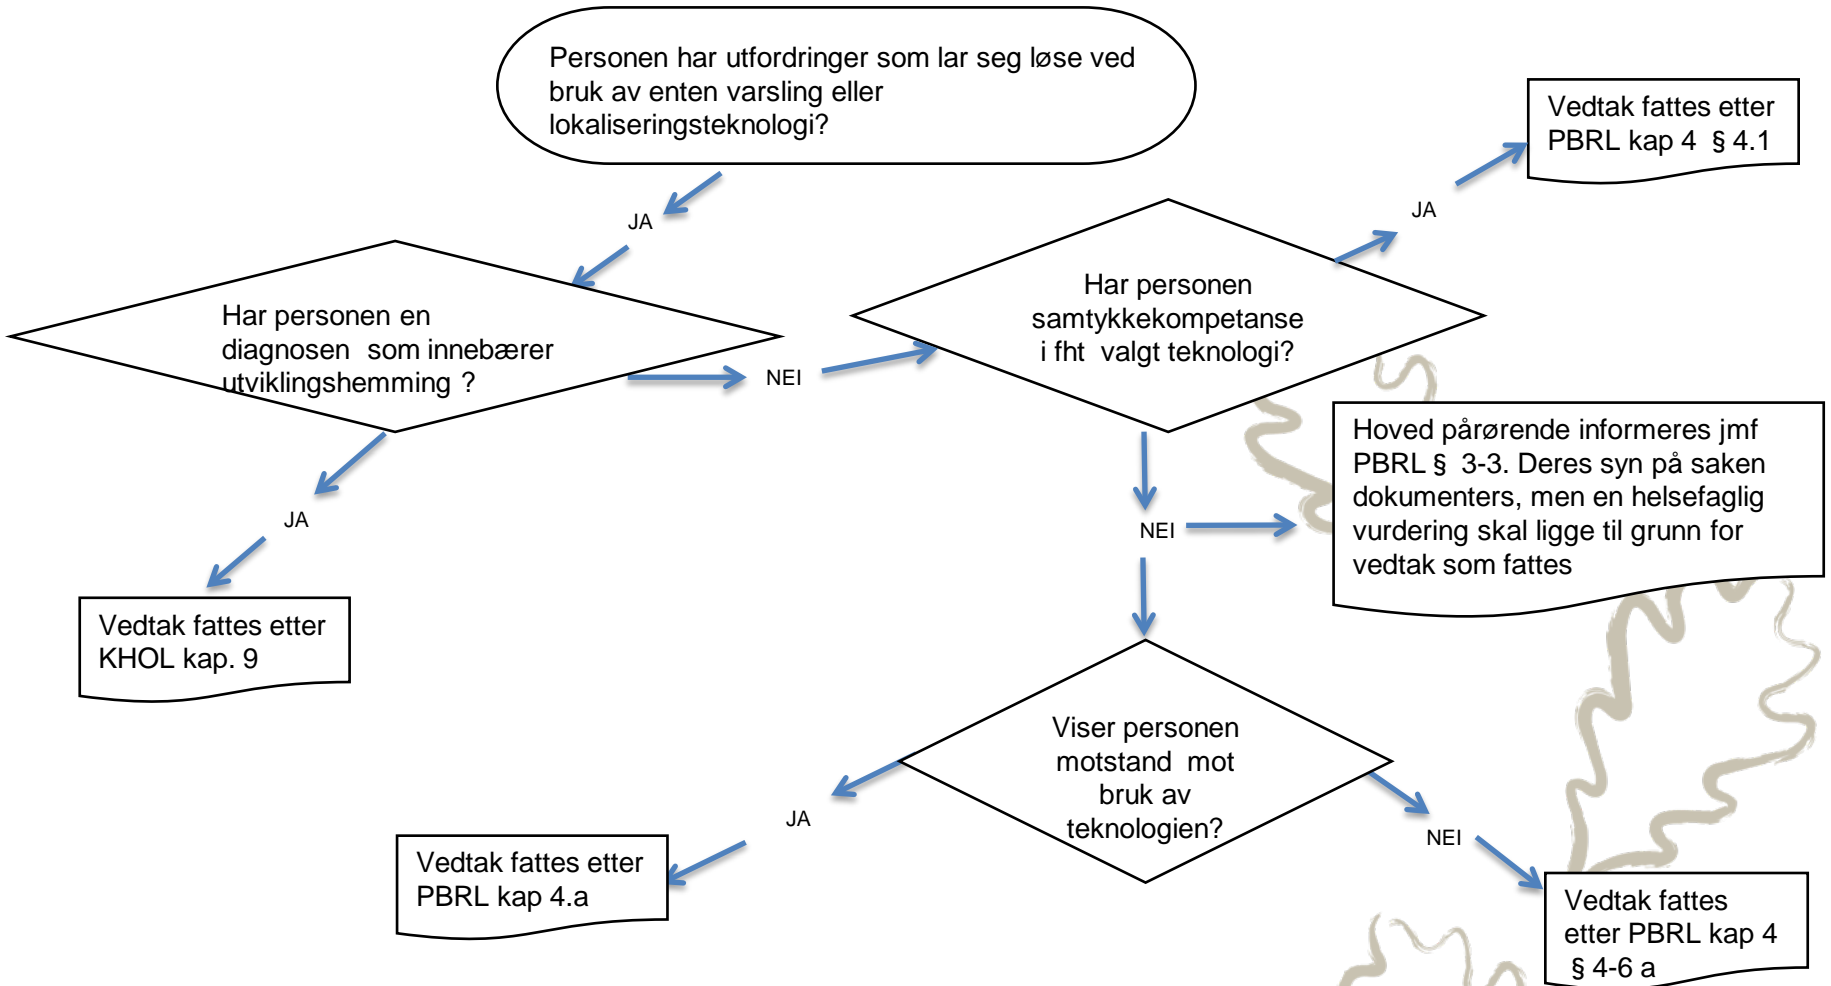 Personen har utfordringer som lar seg løse ved
bruk av enten varsling eller
lokaliseringsteknologi?
Vedtak fattes etter
PBRL kap 4 § 4.1
JA
JA
Har personen en
diagnosen som innebærer
utviklingshemming ?
NEI
Har personen
samtykkekompetanse
i fht valgt teknologi?
Hoved pårørende informeres jmf
PBRL § 3-3. Deres syn på saken
dokumenters, men en helsefaglig
vurdering skal ligge til grunn for
vedtak som fattes
JA
NEI
Vedtak fattes etter
KHOL kap. 9
Viser personen
motstand mot
bruk av
teknologien?
JA
NEI
Vedtak fattes etter
PBRL kap 4.a
Vedtak fattes
etter PBRL kap 4
§ 4-6 a